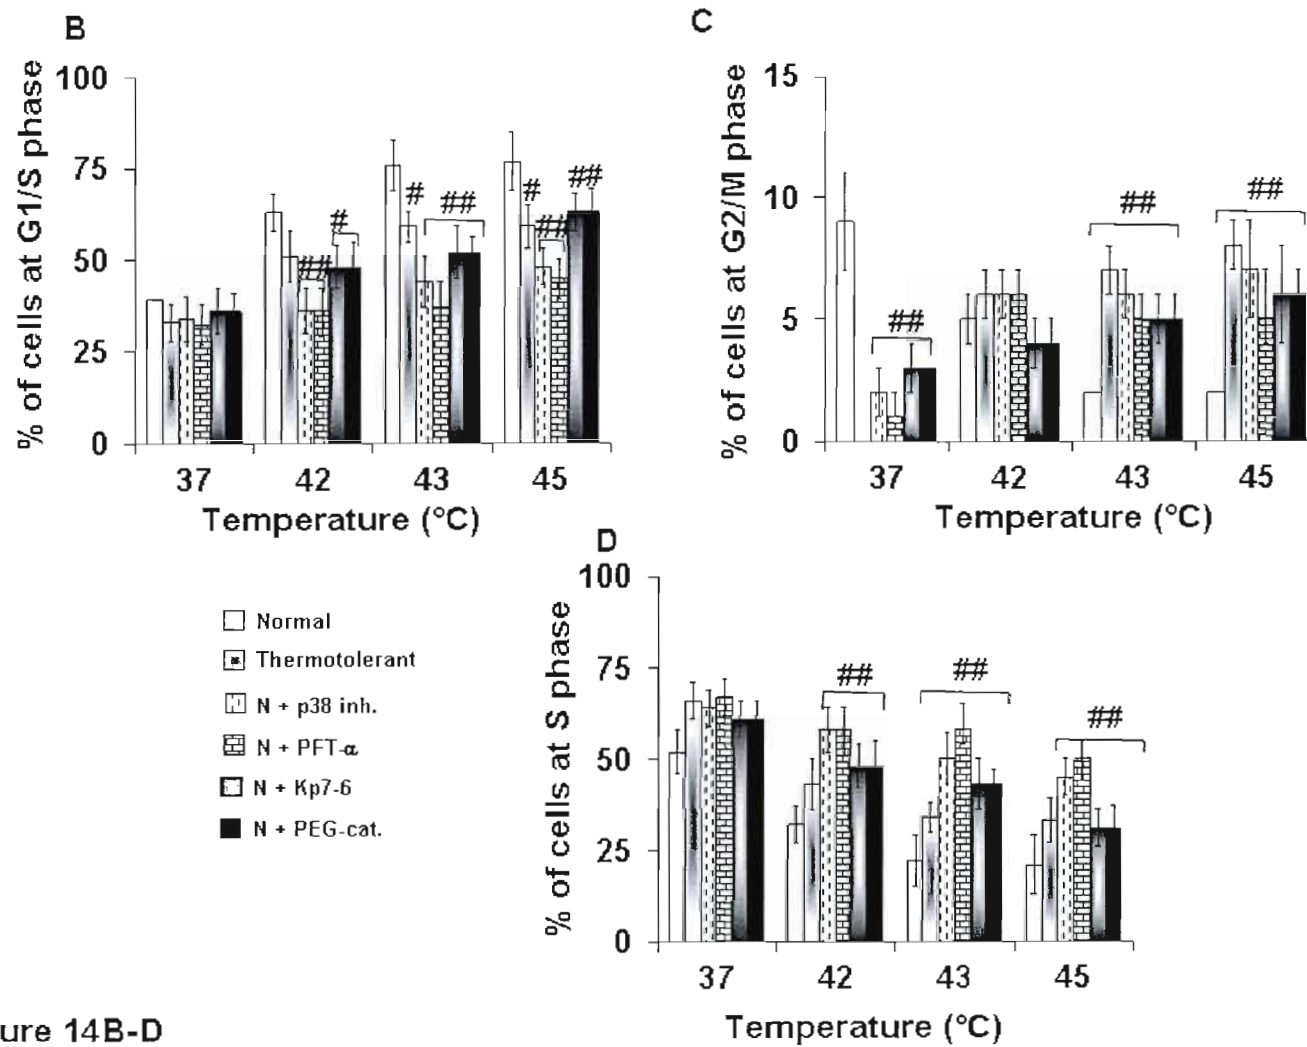 B
% of cells at G1/S phase
100
75
50
25
0
#
##
#
##
#
##
##
37 42 43 45
Temperature (°C)
C
% of cells at G2/M phase
15
10
5
0
##
##
##
37 42 43 45
Temperature (°C)
D
% of cells at S phase
100
75
50
25
0
##
##
##
37 42 43 45
Temperature (°C)
Normal
Thermotolerant
N + p38 inh.
N + PFT-α
N + Kp7-6
N + PEG-cat.
ure 14B-D